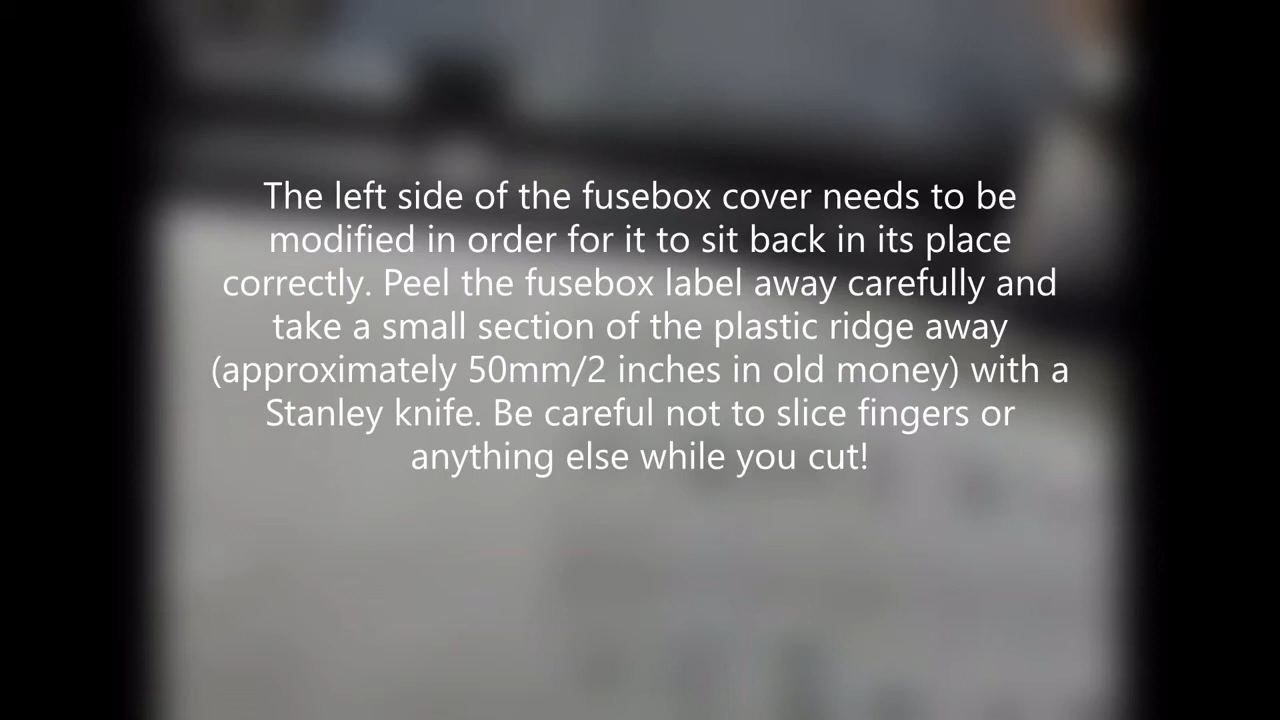 The left side of the fusebox cover needs to be
modified in order for it to sit back in its place
correctly. Peel the fusebox label away carefully and
take a small section of the plastic ridge away
(approximately 50mm/2 inches in old money) with a
Stanley knife. Be careful not to slice fingers or
anything else while you cut!